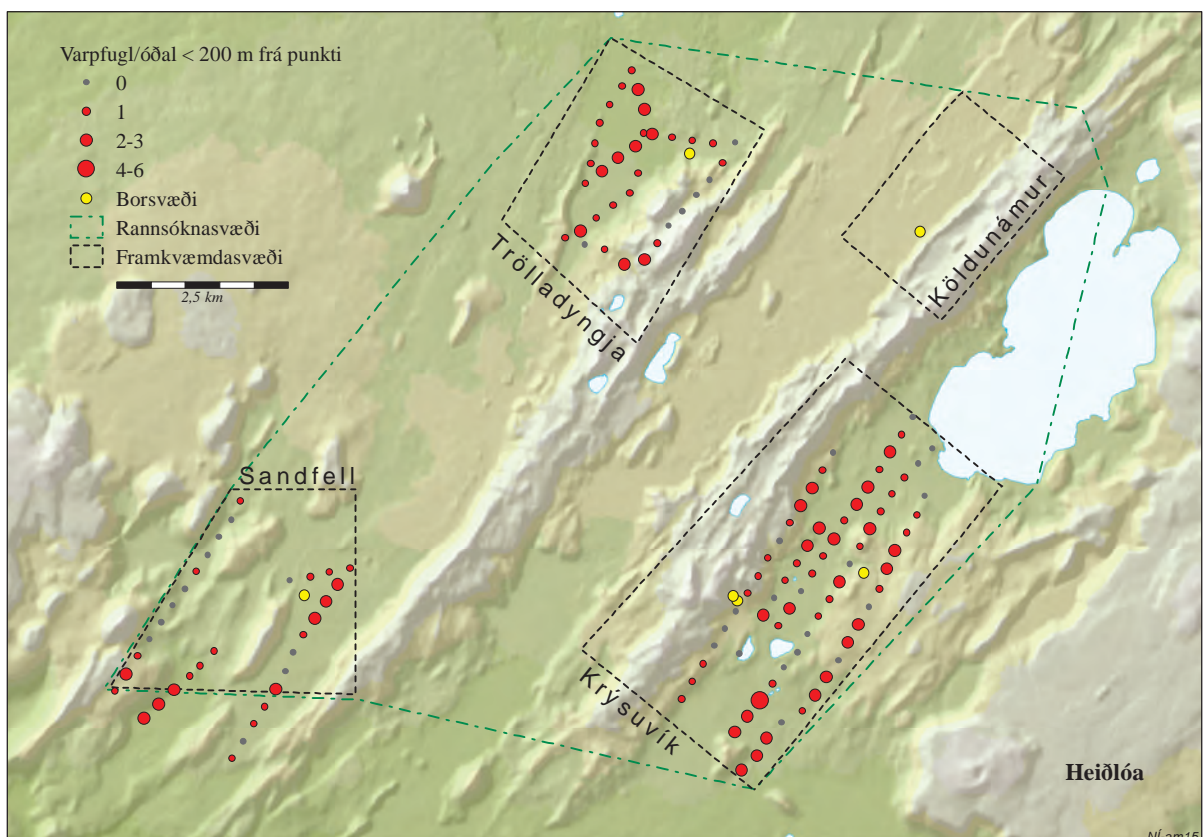 Varpfugl/óðal < 200 m frá punkti
0
1
2-3
4-6
Borsvæði
Rannsóknasvæði
Framkvæmdasvæði
2,5 km
Trölladyngja
Köldunámur
Sandfell
Krýsuvík
Heiðlóa